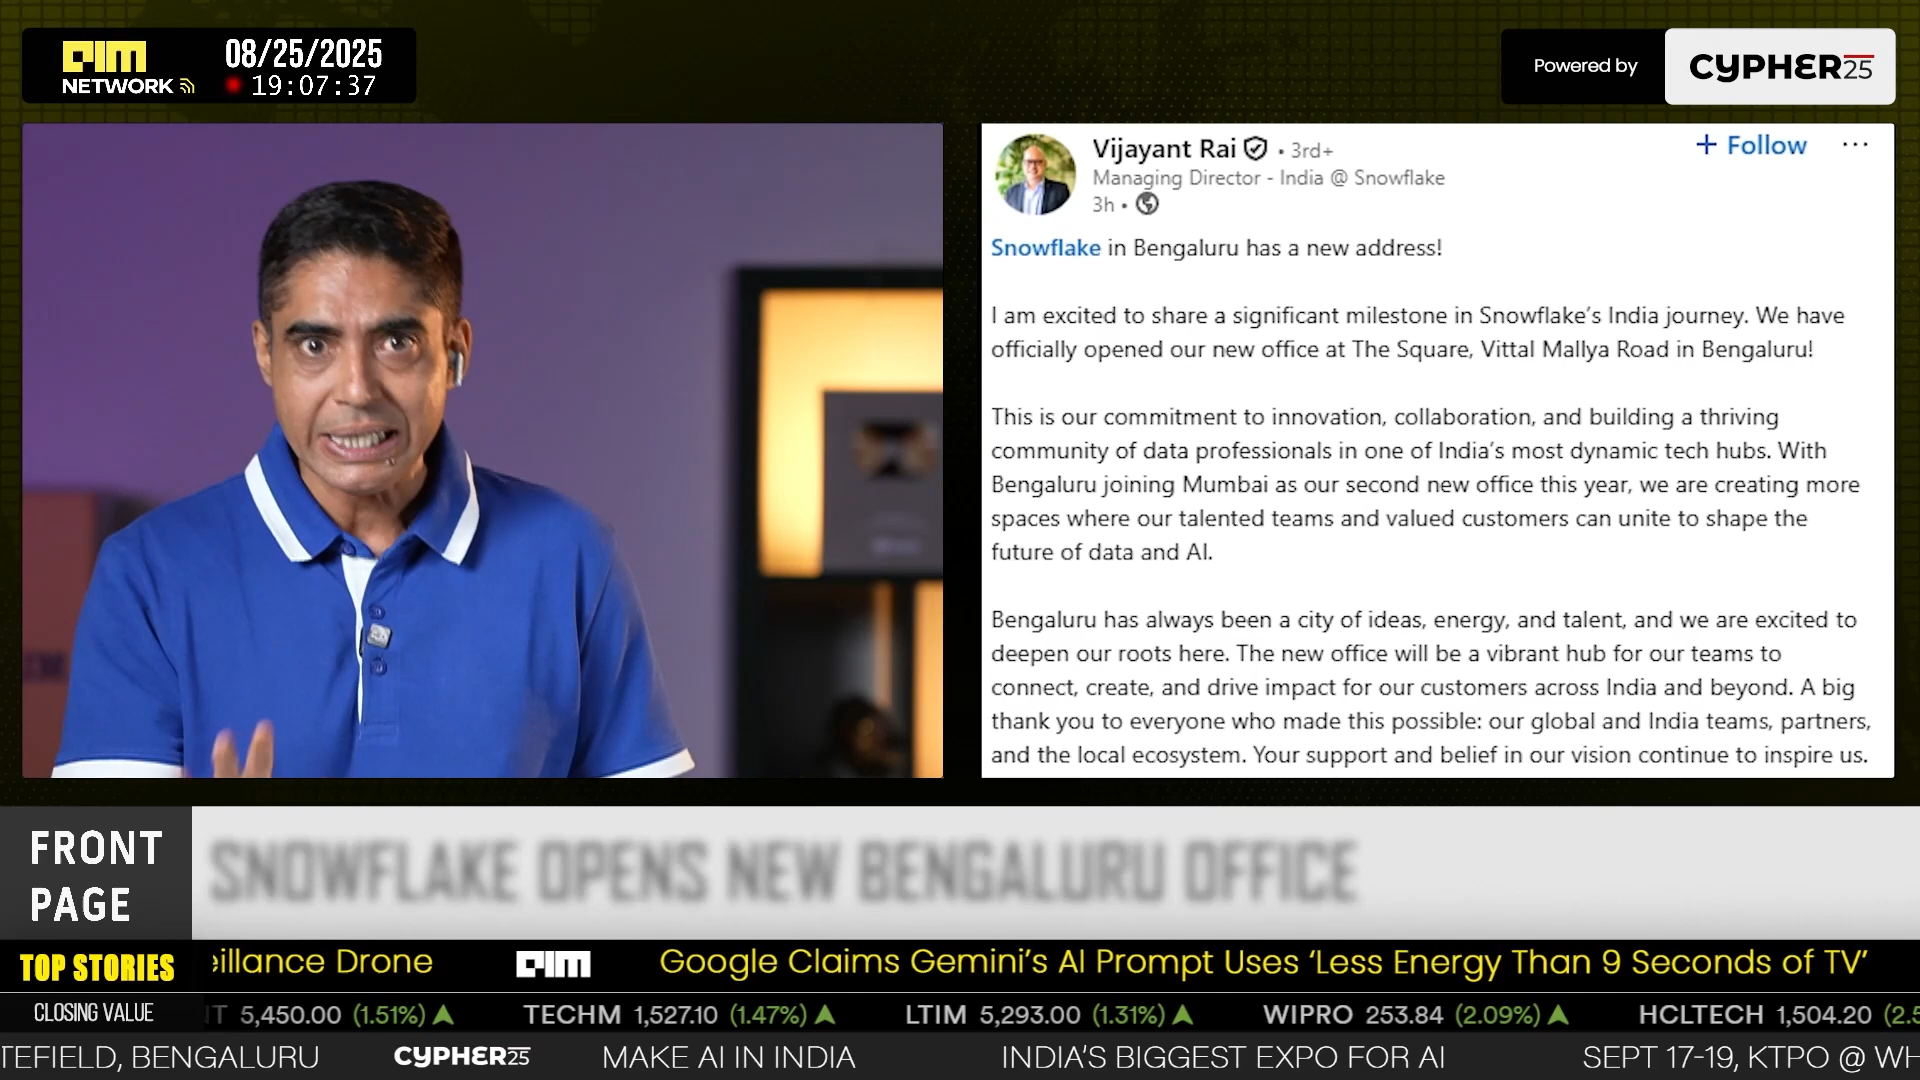 AIM
NETWORK
08/25/2025
19:07:37
Powered by
CYPHER25
Vijayant Rai • 3rd+
Managing Director - India @ Snowflake
3h •
+ Follow
...
Snowflake in Bengaluru has a new address!
I am excited to share a significant milestone in Snowflake's India journey. We have
officially opened our new office at The Square, Vittal Mallya Road in Bengaluru!
This is our commitment to innovation, collaboration, and building a thriving
community of data professionals in one of India's most dynamic tech hubs. With
Bengaluru joining Mumbai as our second new office this year, we are creating more
spaces where our talented teams and valued customers can unite to shape the
future of data and AI.
Bengaluru has always been a city of ideas, energy, and talent, and we are excited to
deepen our roots here. The new office will be a vibrant hub for our teams to
connect, create, and drive impact for our customers across India and beyond. A big
thank you to everyone who made this possible: our global and India teams, partners,
and the local ecosystem. Your support and belief in our vision continue to inspire us.
FRONT
PAGE
SNOWFLAKE OPENS NEW BENGALURU OFFICE
TOP STORIES
eillance Drone AIM Google Claims Gemini's AI Prompt Uses 'Less Energy Than 9 Seconds of TV'
CLOSING VALUE
T 5,450.00 (1.51%) TECHM 1,527.10 (1.47%) LTIM 5,293.00 (1.31%) WIPRO 253.84 (2.09%) HCLTECH 1,504.20 (2.5
TEFIELD, BENGALURU CYPHER25 MAKE AI IN INDIA INDIA'S BIGGEST EXPO FOR AI SEPT 17-19, KTPO @ WH